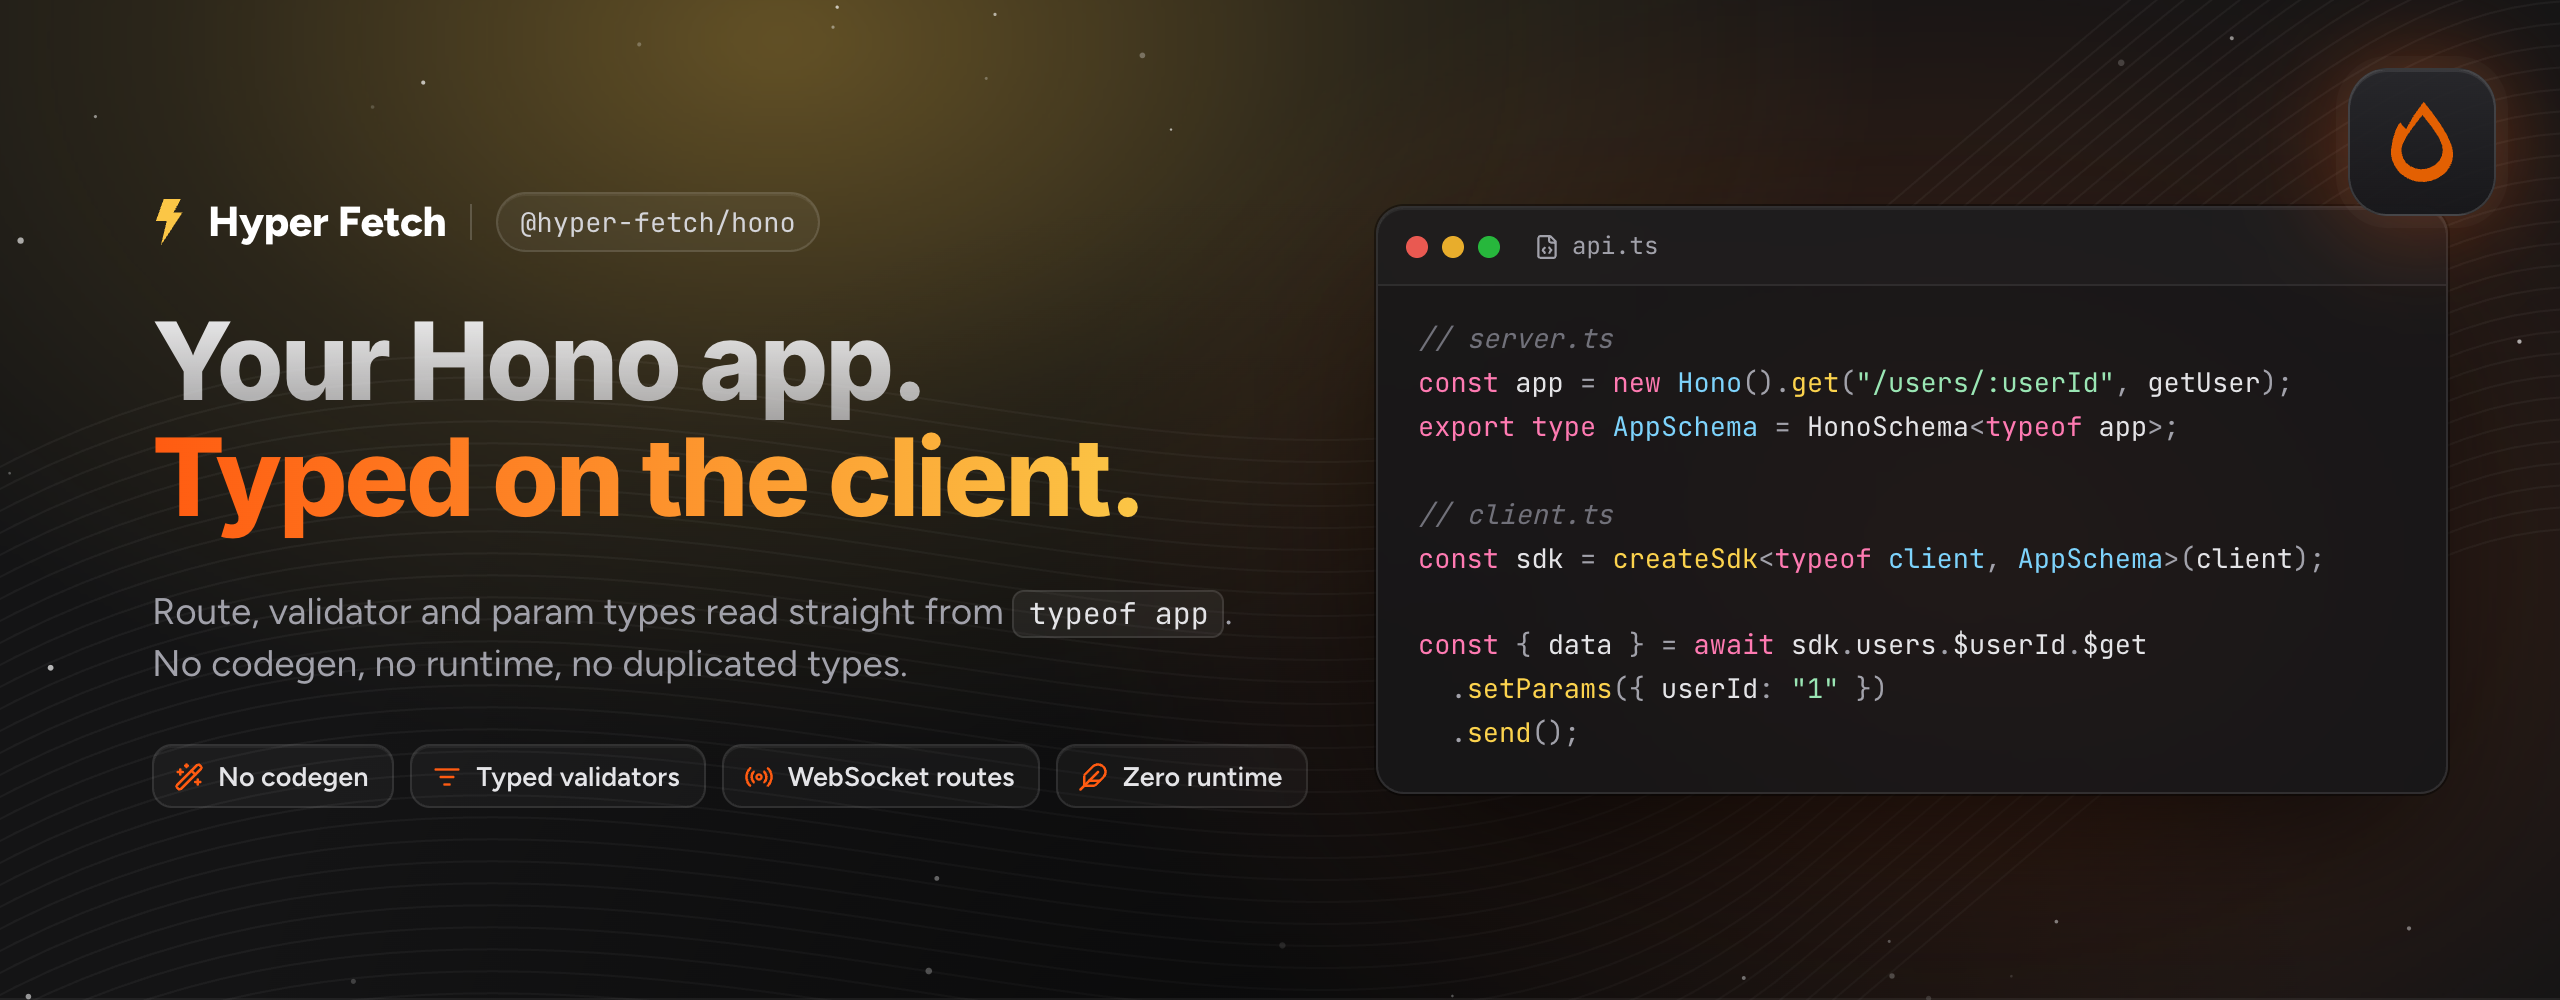 Hyper Fetch
@hyper-fetch/hono
Your Hono app.
Typed on the client.
Route, validator and param types read straight from typeof app.
No codegen, no runtime, no duplicated types.
No codegen
Typed validators
WebSocket routes
Zero runtime
api.ts
// server.ts
const app = new Hono().get("/users/:userId", getUser);
export type AppSchema = HonoSchema<typeof app>;
// client.ts
const sdk = createSdk<typeof client, AppSchema>(client);
const { data } = await sdk.users.$userId.$get
  .setParams({ userId: "1" })
  .send();